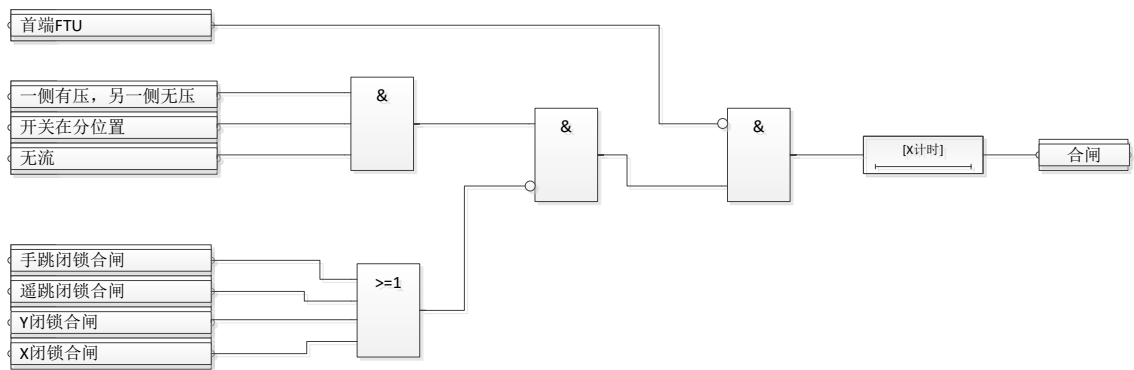 首端FTU
一侧有压，另一侧无压
开关在分位置
无流
&
&
&
[X计时]
合闸
手跳闭锁合闸
遥跳闭锁合闸
Y闭锁合闸
X闭锁合闸
>=1